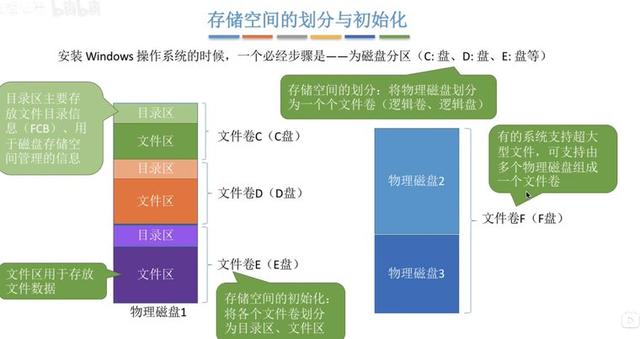 存储空间的划分与初始化
安装 Windows 操作系统的时候，一个必经步骤是——为磁盘分区（C: 盘、D: 盘、E: 盘等）
存储空间的划分：将物理磁盘划分
为一个个文件卷（逻辑卷、逻辑盘）
目录区主要存
放文件目录信
息（FCB）、用
于磁盘存储空
间管理的信息
目录区
文件区
文件卷C（C盘）
目录区
文件区
文件卷D（D盘）
目录区
文件区
文件卷E（E盘）
文件区用于存放
文件数据
物理磁盘1
存储空间的初始化：
将各个文件卷划分
为目录区、文件区
物理磁盘2
物理磁盘3
文件卷F（F盘）
有的系统支持超大
型文件，可支持由
多个物理磁盘组成
一个文件卷